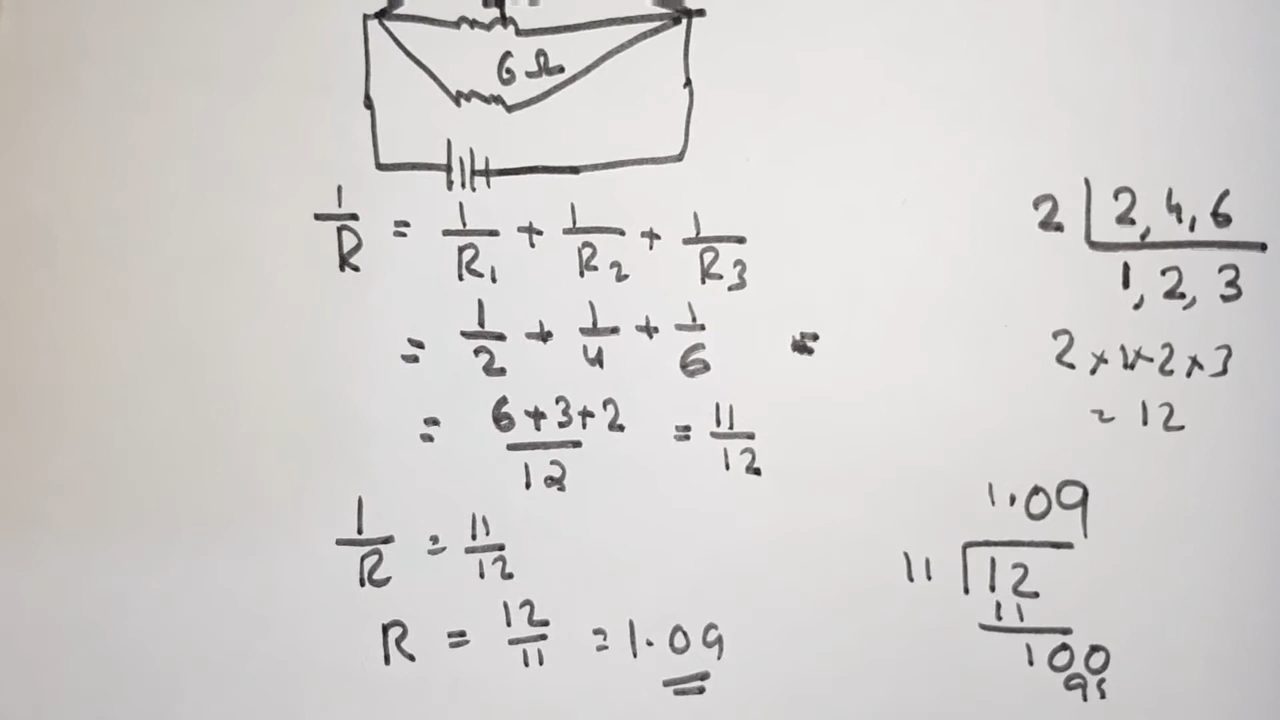 6Ω
1/R = 1/R₁ + 1/R₂ + 1/R₃
= 1/2 + 1/4 + 1/6 =
= 6+3+2/12 = 11/12
1/R = 11/12
R = 12/11 = 1.09
2 | 2, 4, 6
1, 2, 3
2 × 1 × 2 × 3
= 12
1.09
11 | 12
11
100